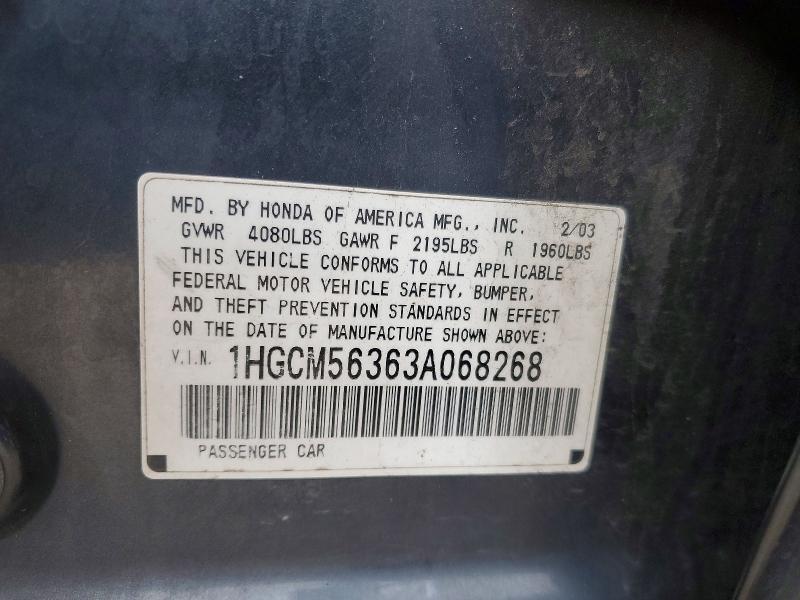 MFD. BY HONDA OF AMERICA MFG., INC. 2/03
GVWR 4080LBS GAWR F 2195LBS R 1960LBS
THIS VEHICLE CONFORMS TO ALL APPLICABLE
FEDERAL MOTOR VEHICLE SAFETY, BUMPER,
AND THEFT PREVENTION STANDARDS IN EFFECT
ON THE DATE OF MANUFACTURE SHOWN ABOVE:
V.I.N. 1HGCM56363A068268
PASSENGER CAR